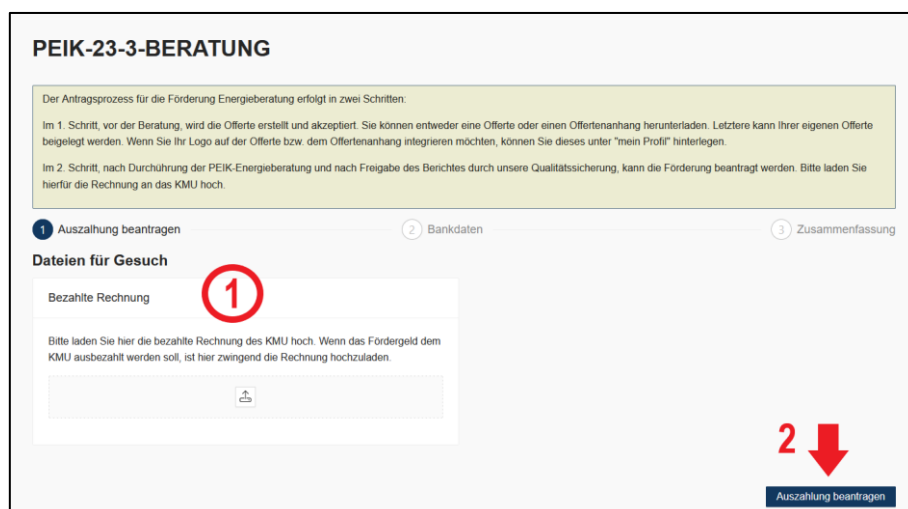 PEIK-23-3-BERATUNG
Der Antragsprozess für die Förderung Energieberatung erfolgt in zwei Schritten:
Im 1. Schritt, vor der Beratung, wird die Offerte erstellt und akzeptiert. Sie können entweder eine Offerte oder einen Offertenanhang herunterladen. Letztere kann Ihrer eigenen Offerte
beigelegt werden. Wenn Sie Ihr Logo auf der Offerte bzw. dem Offertenanhang integrieren möchten, können Sie dieses unter "mein Profil" hinterlegen.
Im 2. Schritt, nach Durchührung der PEIK-Energieberatung und nach Freigabe des Berichtes durch unsere Qualitätssicherung, kann die Förderung beantragt werden. Bitte laden Sie
hierfür die Rechnung an das KMU hoch.
1 Auszalhung beantragen 2 Bankdaten 3 Zusammenfassung
Dateien für Gesuch
Bezahlte Rechnung 1
Bitte laden Sie hier die bezahlte Rechnung des KMU hoch. Wenn das Fördergeld dem
KMU ausbezahlt werden soll, ist hier zwingend die Rechnung hochzuladen.
2
Auszahlung beantragen